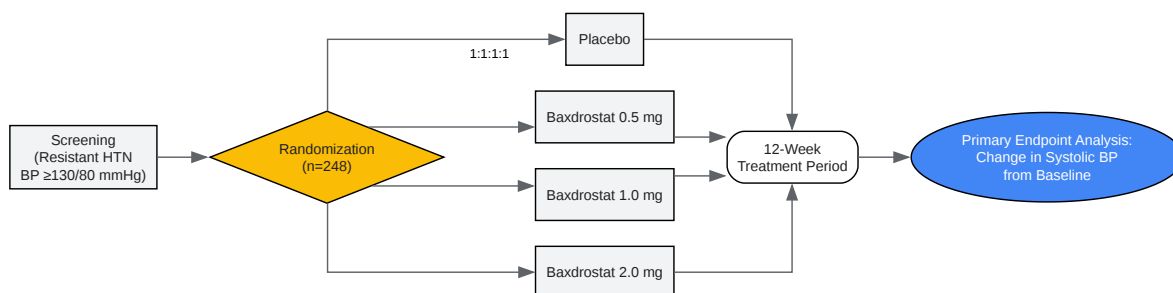 Screening
(Resistant HTN
BP ≥130/80 mmHg)
Randomization
(n=248)
1:1:1:1
Placebo
Baxdrostat 0.5 mg
Baxdrostat 1.0 mg
Baxdrostat 2.0 mg
12-Week
Treatment Period
Primary Endpoint Analysis:
Change in Systolic BP
from Baseline